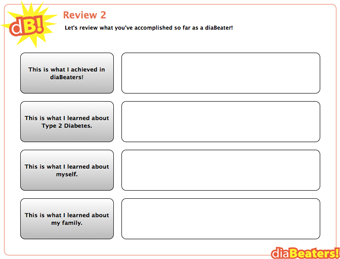 dB!
Review 2
Let's review what you've accomplished so far as a diaBeater!
This is what I achieved in
diaBeaters!
This is what I learned about
Type 2 Diabetes.
This is what I learned about
myself.
This is what I learned about
my family.
diaBeaters!